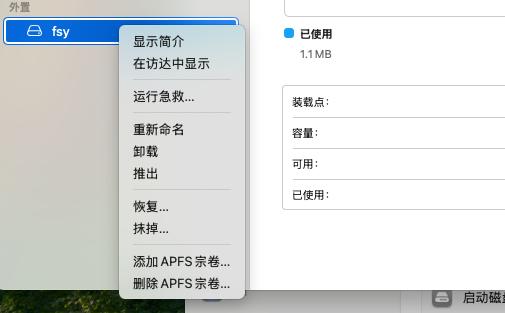 外置
fsy
显示简介
在访达中显示
运行急救...
重新命名
卸载
推出
恢复...
抹掉...
添加 APFS 宗卷...
删除 APFS 宗卷...
已使用
1.1 MB
装载点：
容量：
可用：
已使用：
启动磁